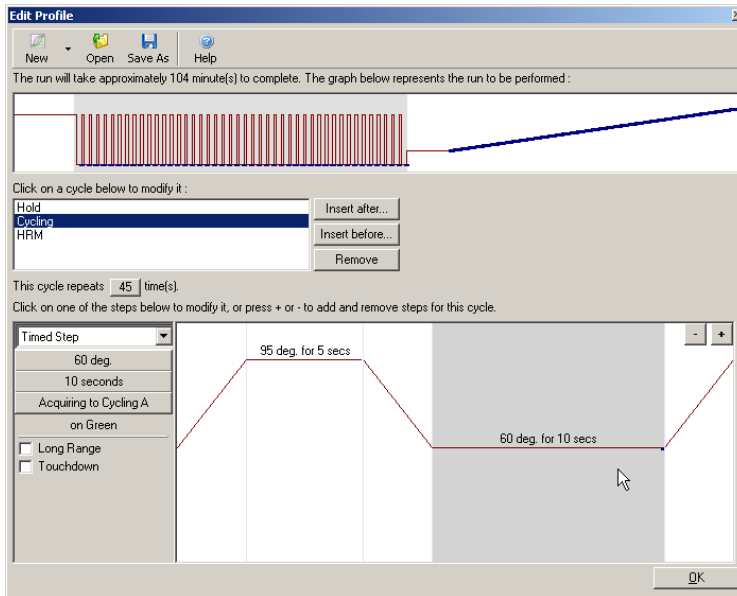 Edit Profile
New Open Save As Help
The run will take approximately 104 minute(s) to complete. The graph below represents the run to be performed :
Click on a cycle below to modify it :
Hold
Cycling
HRM
Insert after...
Insert before...
Remove
This cycle repeats 45 time(s).
Click on one of the steps below to modify it, or press + or - to add and remove steps for this cycle.
Timed Step
60 deg.
10 seconds
Acquiring to Cycling A
on Green
Long Range
Touchdown
95 deg. for 5 secs
60 deg. for 10 secs
- +
OK